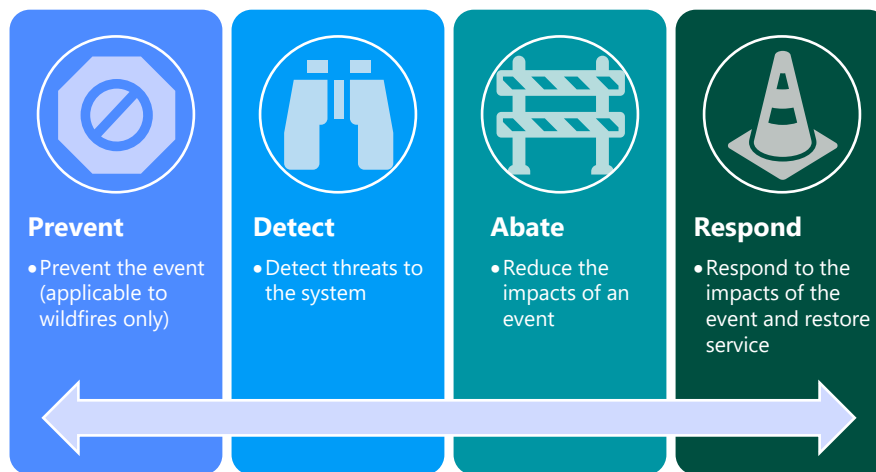 Prevent
• Prevent the event
(applicable to
wildfires only)
Detect
• Detect threats to
the system
Abate
• Reduce the
impacts of an
event
Respond
• Respond to the
impacts of the
event and restore
service